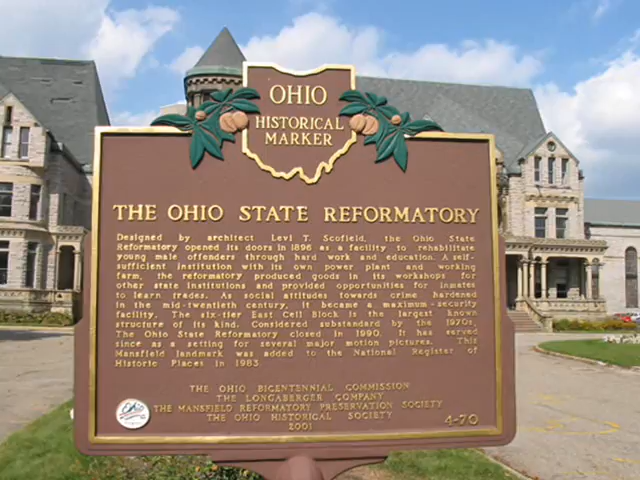 OHIO
HISTORICAL
MARKER
THE OHIO STATE REFORMATORY
Designed by architect Levi T. Scofield, the Ohio State
Reformatory opened its doors in 1896 as a facility to rehabilitate
young male offenders through hard work and education. A self-
sufficient institution with its own power plant and working
farm, the reformatory produced goods in its workshops for
other state institutions and provided opportunities for inmates
to learn trades. As social attitudes towards crime hardened
in the mid-twentieth century, it became a maximum-security
facility. The six-tier East Cell Block is the largest known
structure of its kind. Considered substandard by the 1970s,
The Ohio State Reformatory closed in 1990. It has served
since as a setting for several major motion pictures. This
Mansfield landmark was added to the National Register of
Historic Places in 1983.
THE OHIO BICENTENNIAL COMMISSION
THE LONGABERGER COMPANY
THE MANSFIELD REFORMATORY PRESERVATION SOCIETY
THE OHIO HISTORICAL SOCIETY
2001
4-70